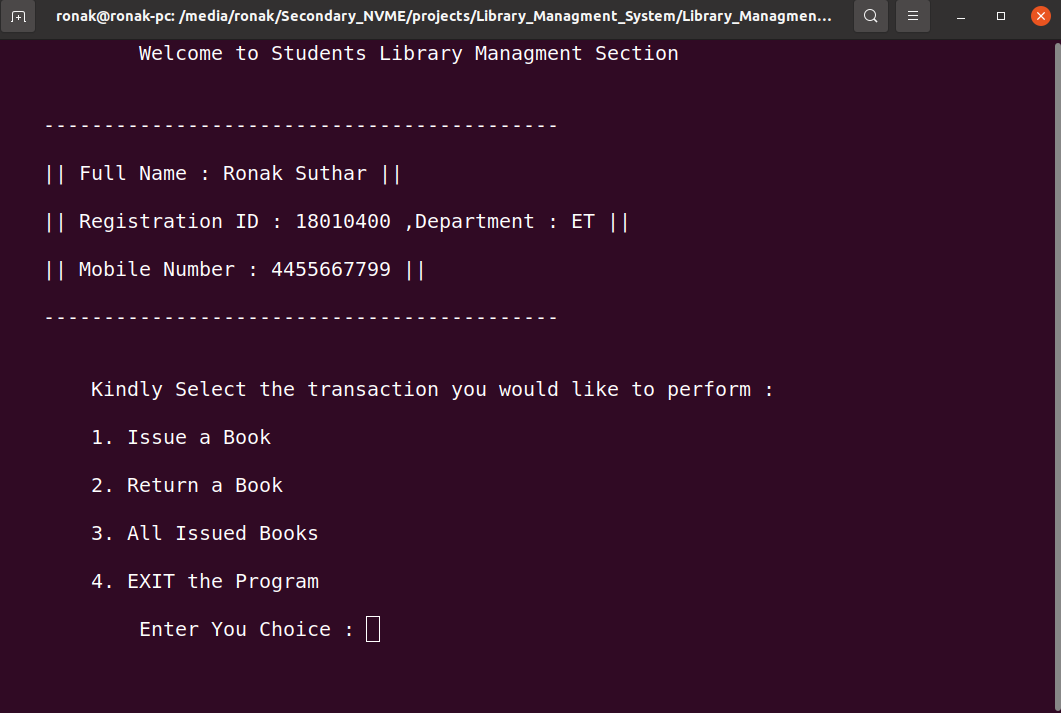 ronak@ronak-pc: /media/ronak/Secondary_NVME/projects/Library_Managment_System/Library_Managmen...
Welcome to Students Library Managment Section
-------------------------------------------
|| Full Name : Ronak Suthar ||
|| Registration ID : 18010400 ,Department : ET ||
|| Mobile Number : 4455667799 ||
-------------------------------------------
Kindly Select the transaction you would like to perform :
1. Issue a Book
2. Return a Book
3. All Issued Books
4. EXIT the Program
Enter You Choice :